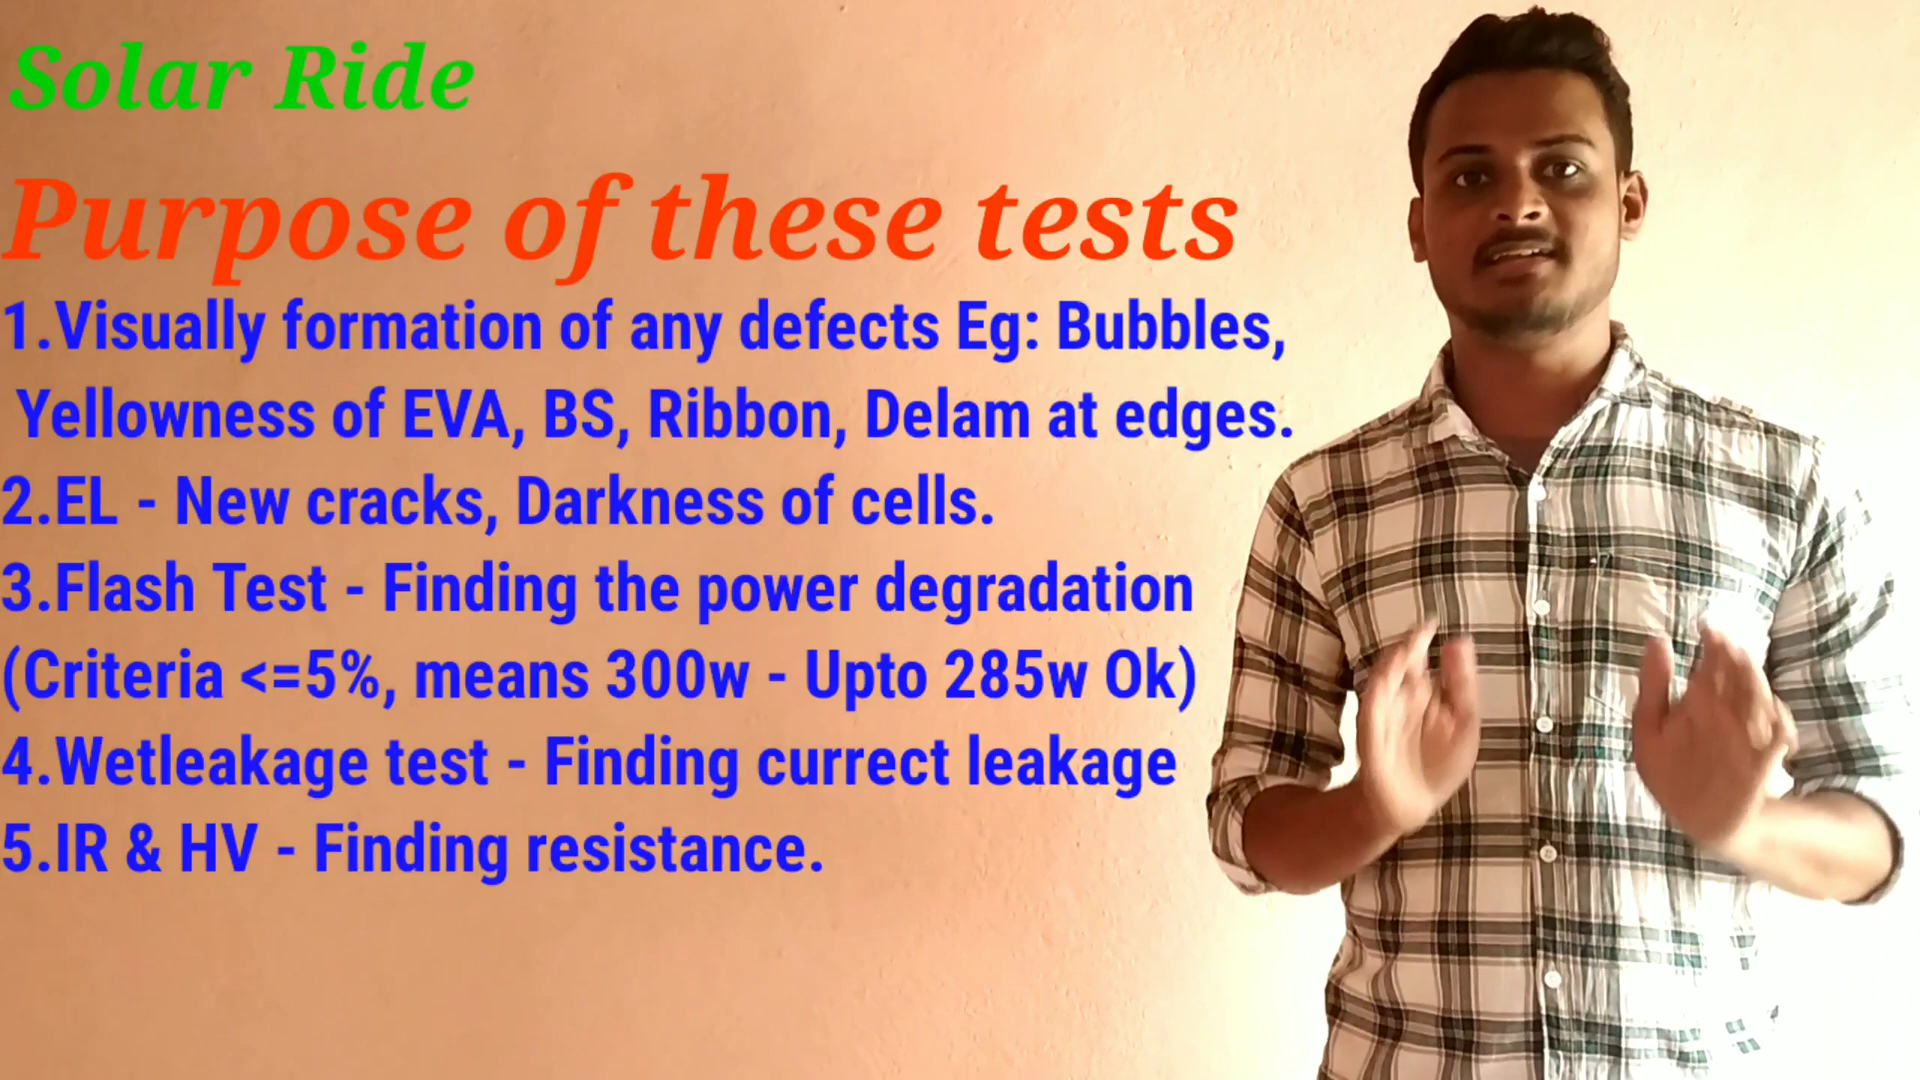 Solar Ride
Purpose of these tests
1.Visually formation of any defects Eg: Bubbles,
Yellowness of EVA, BS, Ribbon, Delam at edges.
2.EL - New cracks, Darkness of cells.
3.Flash Test - Finding the power degradation
(Criteria <=5%, means 300w - Upto 285w Ok)
4.Wetleakage test - Finding currect leakage
5.IR & HV - Finding resistance.